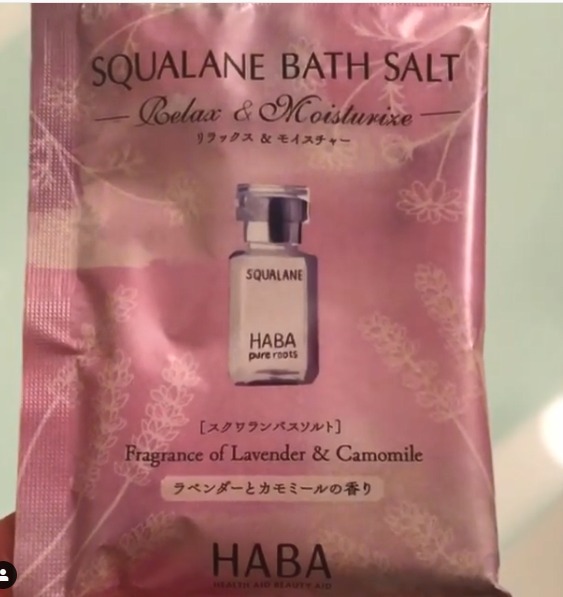 SQUALANE BATH SALT
Relax & Moisturize
リラックス & モイスチャー
SQUALANE
HABA
pure roots
[スクワランバスソルト]
Fragrance of Lavender & Camomile
ラベンダーとカモミールの香り
HABA
HEALTH AID BEAUTY AID